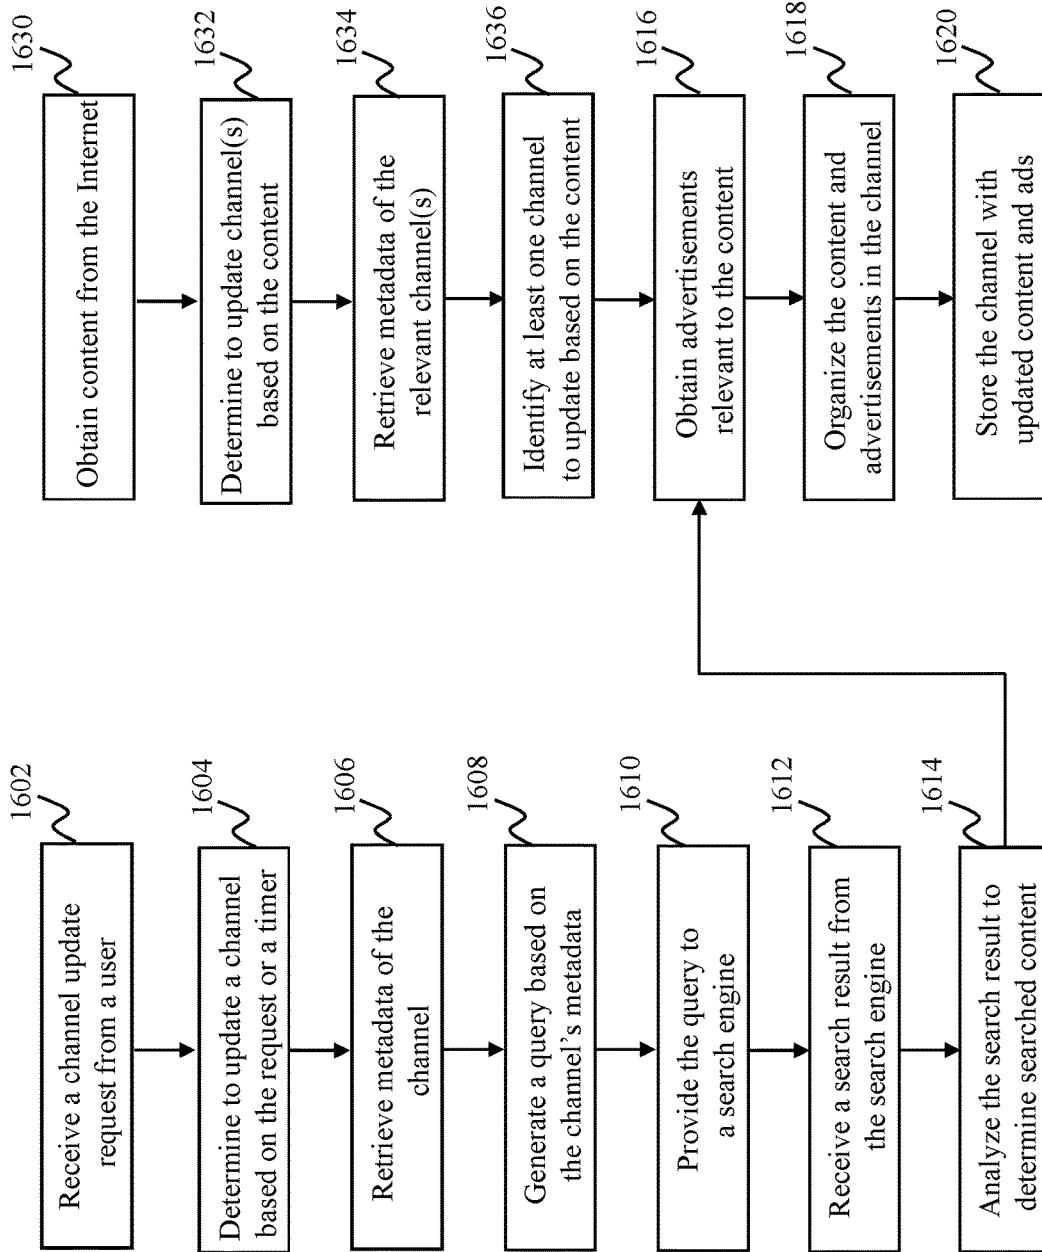 1602
Receive a channel update
request from a user
1604
Determine to update a channel
based on the request or a timer
1606
Retrieve metadata of the
channel
1608
Generate a query based on
the channel’s metadata
1610
Provide the query to
a search engine
1612
Receive a search result from
the search engine
1614
Analyze the search result to
determine searched content
1630
Obtain content from the Internet
1632
Determine to update channel(s)
based on the content
1634
Retrieve metadata of the
relevant channel(s)
1636
Identify at least one channel
to update based on the content
1616
Obtain advertisements
relevant to the content
1618
Organize the content and
advertisements in the channel
1620
Store the channel with
updated content and ads